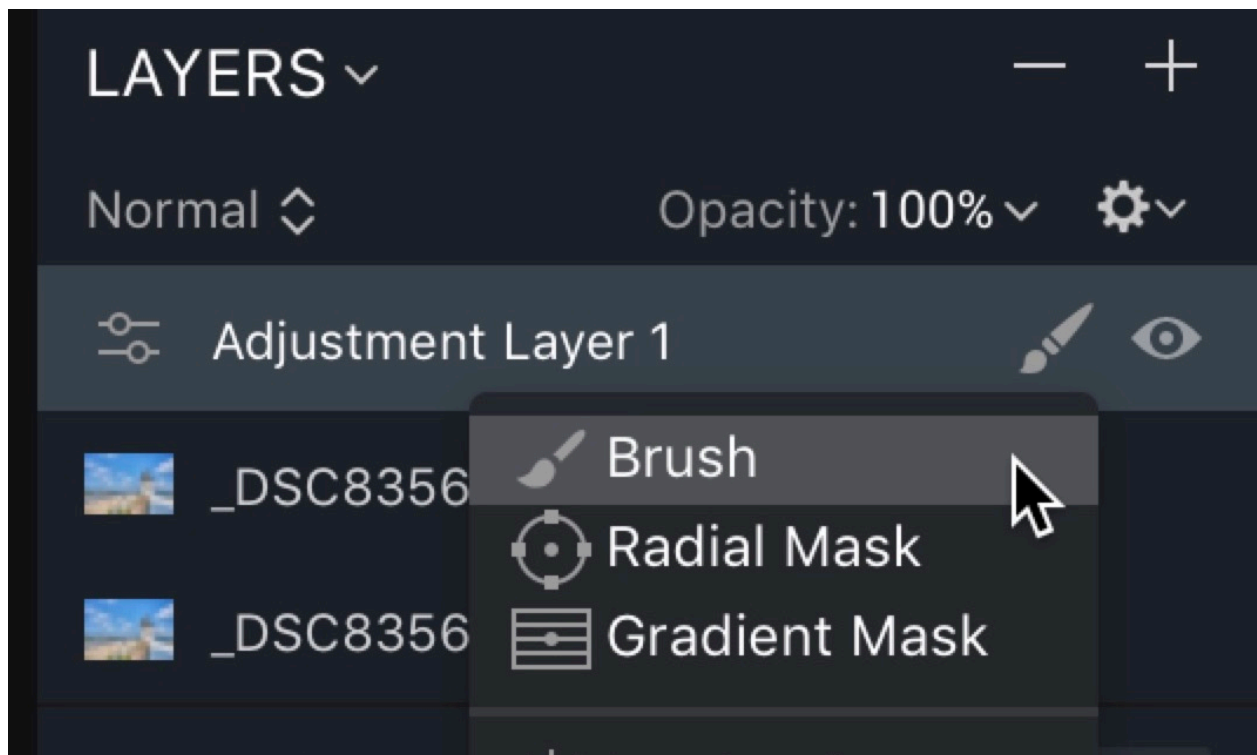 LAYERS
Normal Opacity: 100%
Adjustment Layer 1
Brush
_DSC8356
Radial Mask
_DSC8356
Gradient Mask